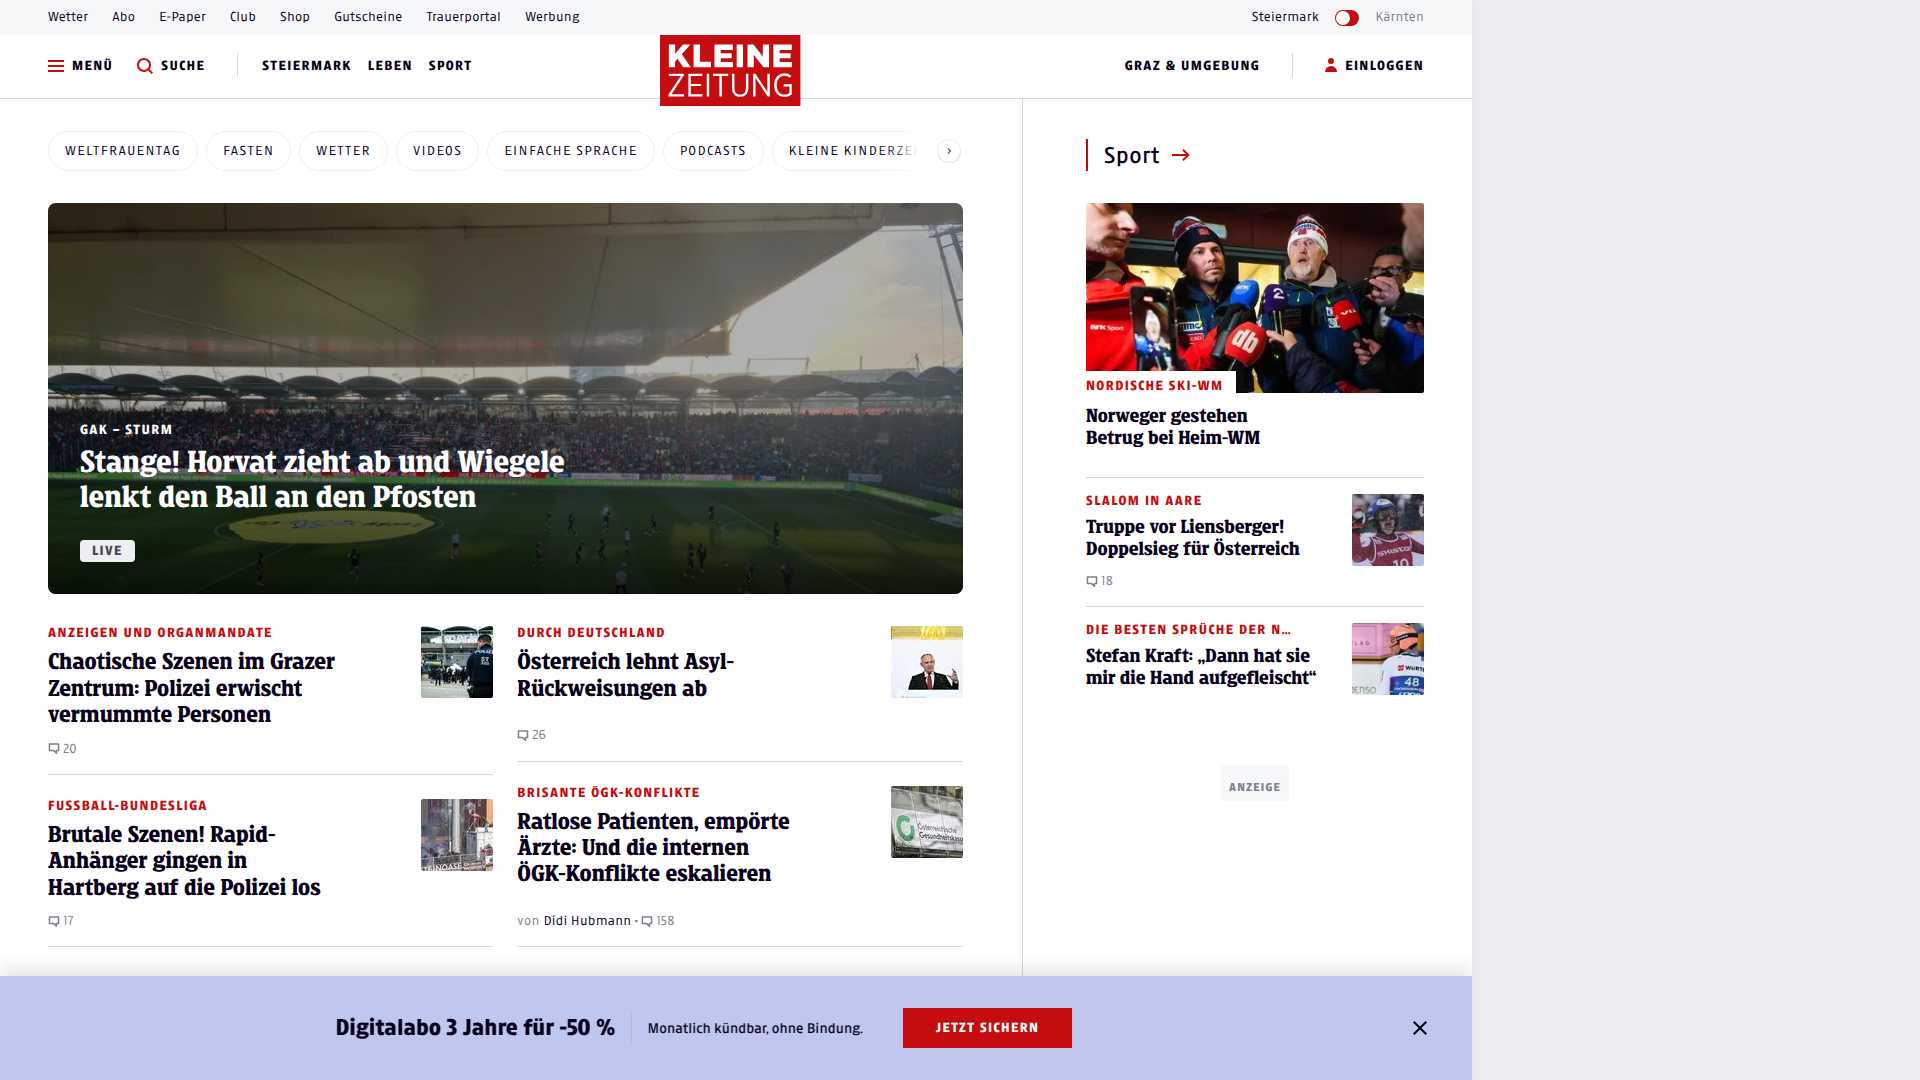 Wetter Abo E-Paper Club Shop Gutscheine Trauerportal Werbung Steiermark Kärnten
MENÜ SUCHE STEIERMARK LEBEN SPORT KLEINE ZEITUNG GRAZ & UMGEBUNG EINLOGGEN
WELTFRAUENTAG FASTEN WETTER VIDEOS EINFACHE SPRACHE PODCASTS KLEINE KINDERZE
GAK – STURM
Stange! Horvat zieht ab und Wiegele
lenkt den Ball an den Pfosten
LIVE
ANZEIGEN UND ORGANMANDATE
Chaotische Szenen im Grazer
Zentrum: Polizei erwischt
vermummte Personen
20
DURCH DEUTSCHLAND
Österreich lehnt Asyl-
Rückweisungen ab
26
FUSSBALL-BUNDESLIGA
Brutale Szenen! Rapid-
Anhänger gingen in
Hartberg auf die Polizei los
17
BRISANTE ÖGK-KONFLIKTE
Ratlose Patienten, empörte
Ärzte: Und die internen
ÖGK-Konflikte eskalieren
von Didi Hubmann • 158
Sport
NORDISCHE SKI-WM
Norweger gestehen
Betrug bei Heim-WM
SLALOM IN AARE
Truppe vor Liensberger!
Doppelsieg für Österreich
18
DIE BESTEN SPRÜCHE DER N...
Stefan Kraft: „Dann hat sie
mir die Hand aufgefleischt“
ANZEIGE
Digitalabo 3 Jahre für -50 % Monatlich kündbar, ohne Bindung. JETZT SICHERN